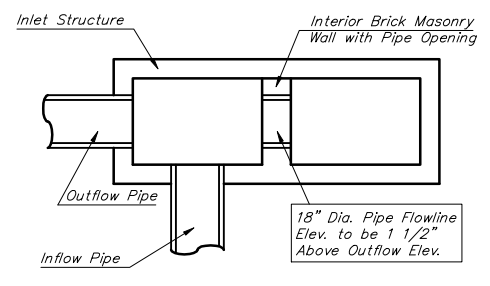 Inlet Structure
Interior Brick Masonry
Wall with Pipe Opening
Outflow Pipe
18" Dia. Pipe Flowline
Elev. to be 1 1/2"
Above Outflow Elev.
Inflow Pipe